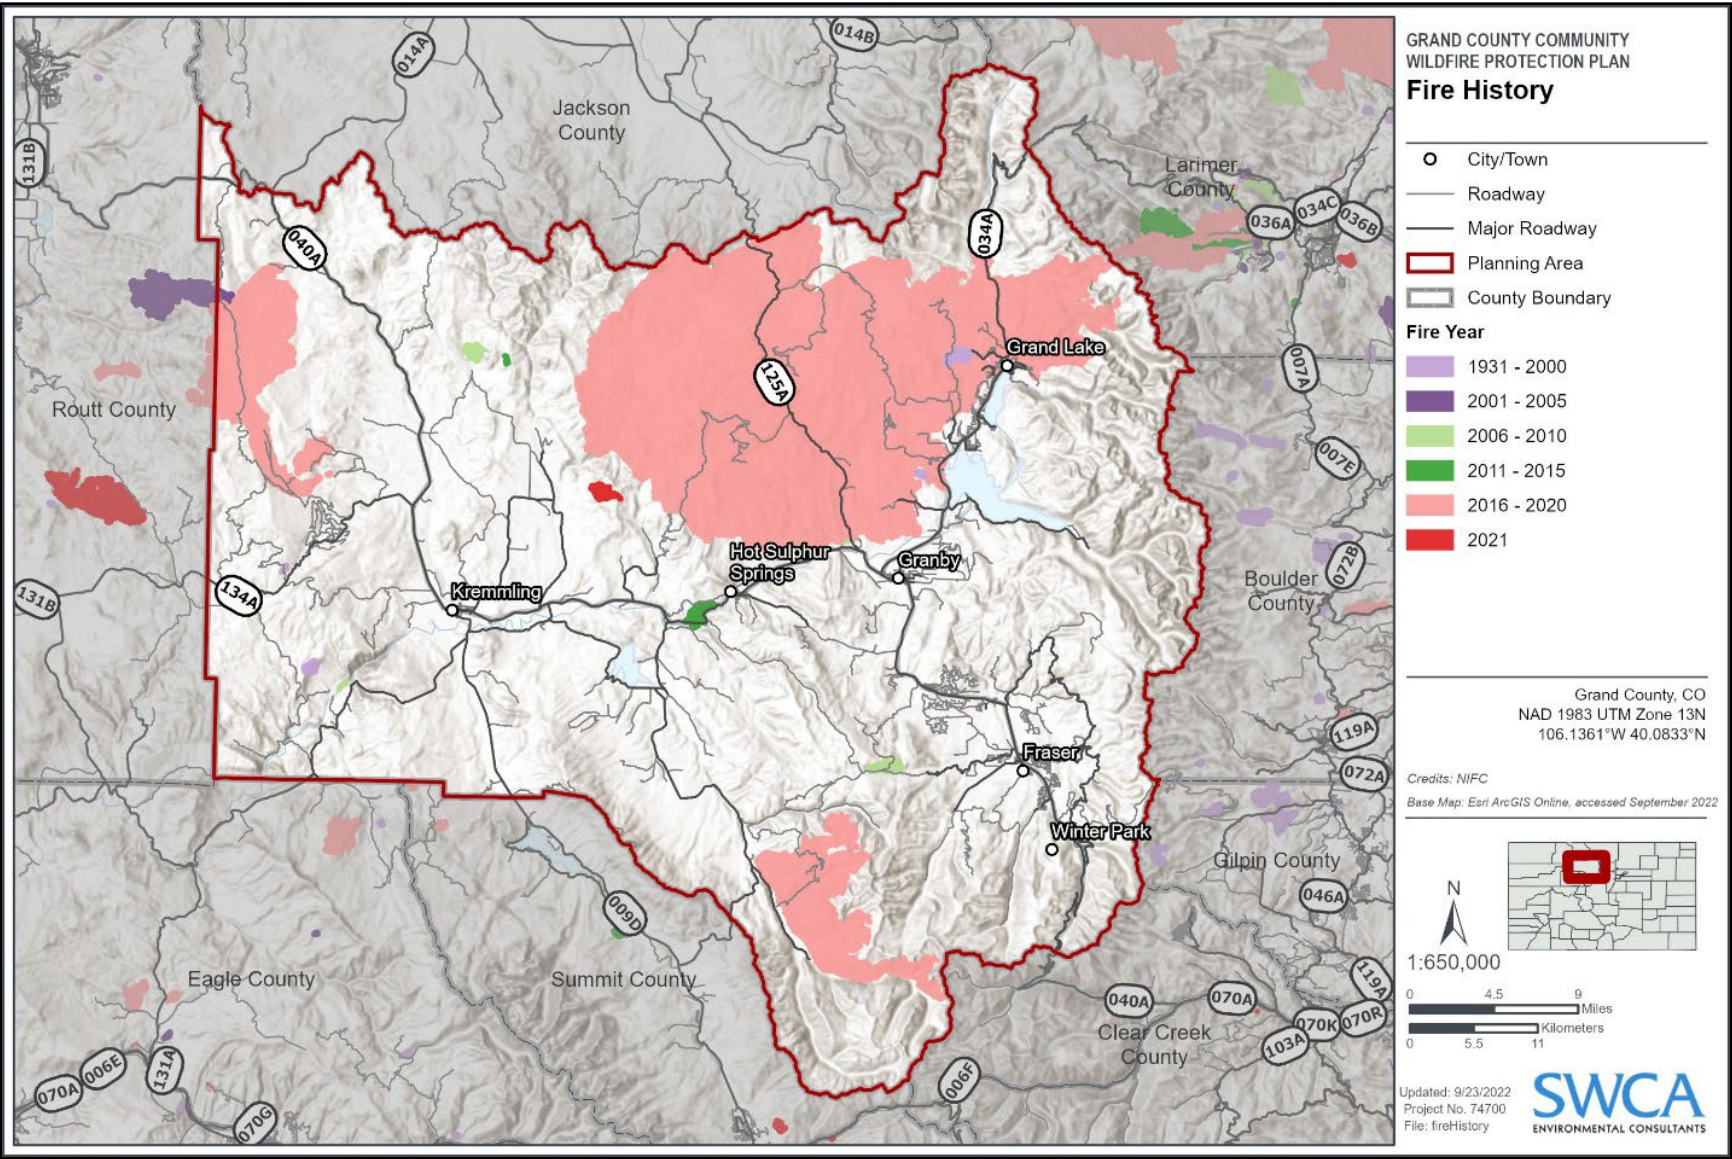 014A
014B
Jackson
County
131B
Larimer
County
036A
034C
036B
040A
034A
Grand Lake
125A
007A
Routt County
007E
Hot Sulphur
Springs
Granby
072B
134A
131B
Kremmling
Boulder
County
119A
Fraser
072A
Winter Park
Gilpin County
046A
009D
Eagle County
Summit County
119A
040A
070A
070K
070R
103A
Clear Creek
County
006E
131A
070A
006F
070G
GRAND COUNTY COMMUNITY
WILDFIRE PROTECTION PLAN
Fire History
City/Town
Roadway
Major Roadway
Planning Area
County Boundary
Fire Year
1931 - 2000
2001 - 2005
2006 - 2010
2011 - 2015
2016 - 2020
2021
Grand County, CO
NAD 1983 UTM Zone 13N
106.1361°W 40.0833°N
Credits: NIFC
Base Map: Esri ArcGIS Online, accessed September 2022
N
1:650,000
0 4.5 9
Miles
Kilometers
0 5.5 11
Updated: 9/23/2022
Project No. 74700
File: fireHistory
SWCA
ENVIRONMENTAL CONSULTANTS